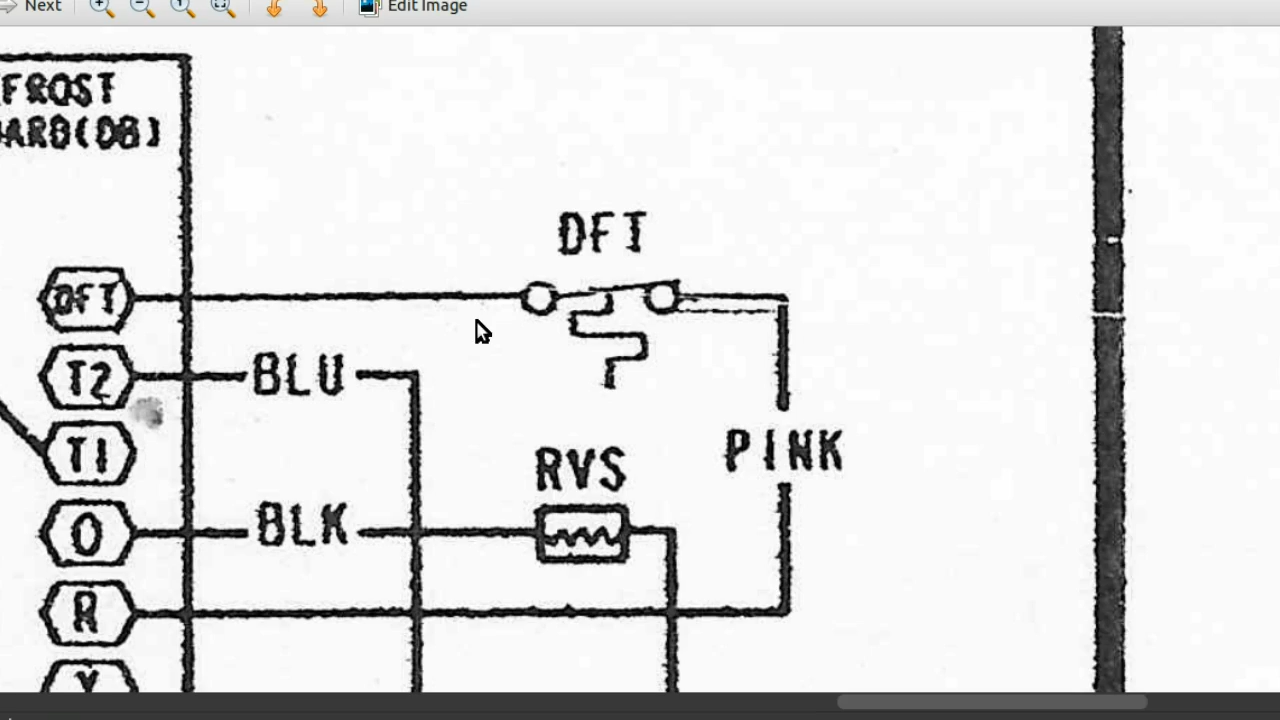 Next Edit Image
FROST
ARD(DB)
DFT
DFT
T2
BLU
T1
PINK
RVS
O
BLK
R
Y